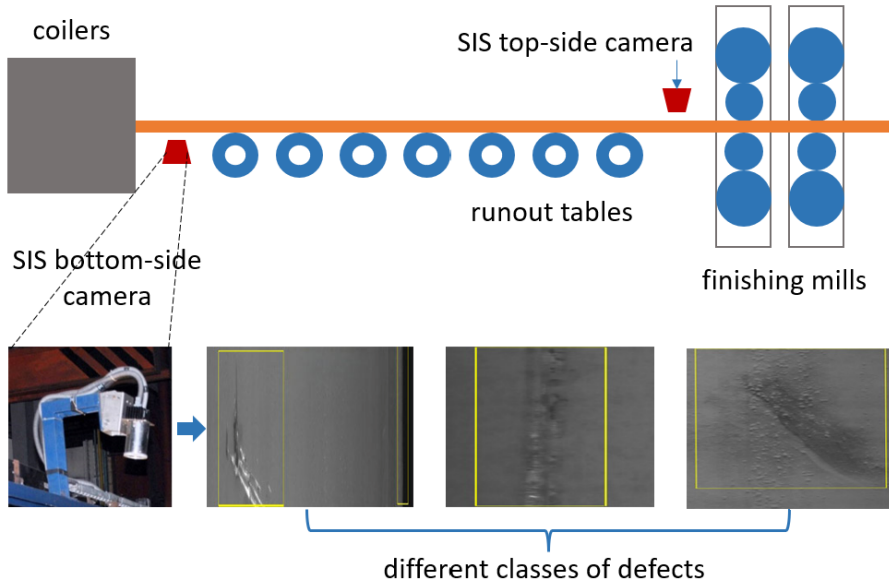 coilers
SIS top-side camera
runout tables
SIS bottom-side
camera
finishing mills
different classes of defects